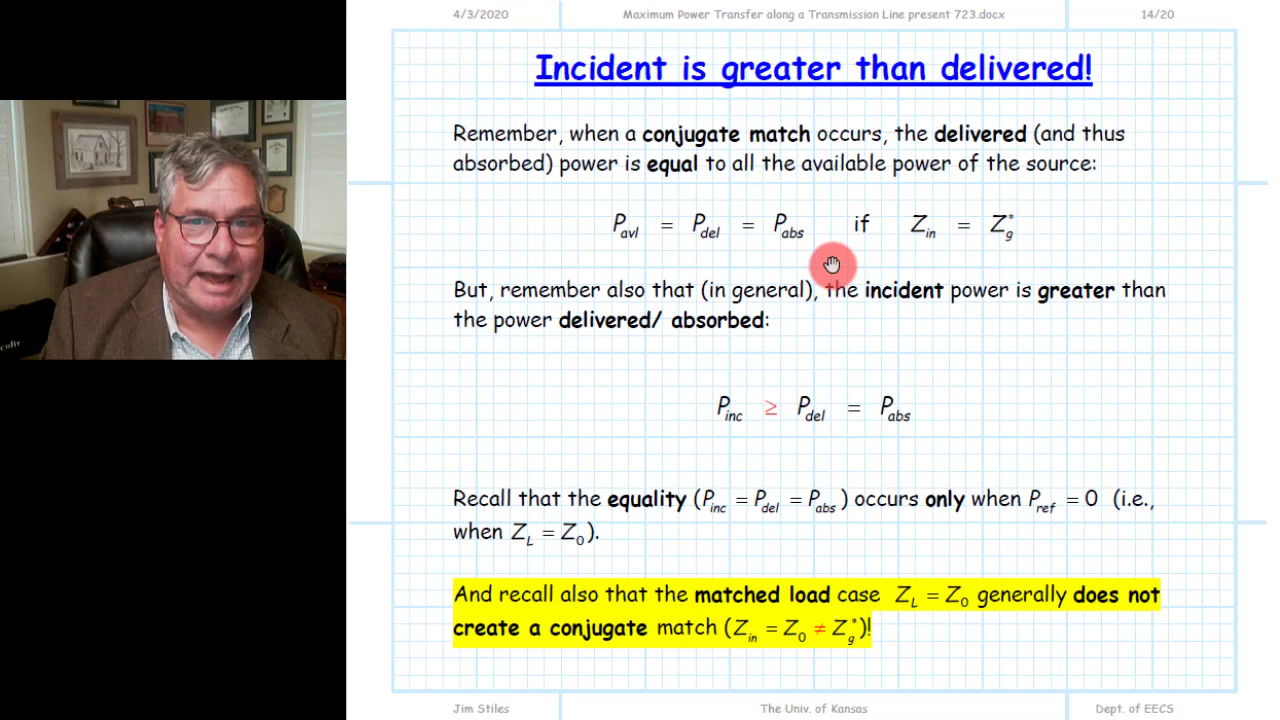 4/3/2020 Maximum Power Transfer along a Transmission Line present 723.docx 14/20
Incident is greater than delivered!
Remember, when a conjugate match occurs, the delivered (and thus
absorbed) power is equal to all the available power of the source:
P_avl = P_del = P_abs if Z_in = Z_g^*
But, remember also that (in general), the incident power is greater than
the power delivered/ absorbed:
P_inc ≥ P_del = P_abs
Recall that the equality (P_inc = P_del = P_abs) occurs only when P_ref = 0 (i.e.,
when Z_L = Z_0).
And recall also that the matched load case Z_L = Z_0 generally does not
create a conjugate match (Z_in = Z_0 ≠ Z_g^*)!
Jim Stiles The Univ. of Kansas Dept. of EECS